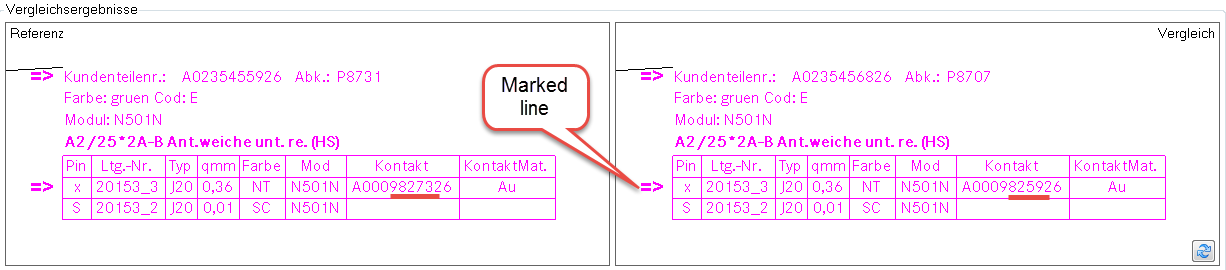 Vergleichsergebnisse
Referenz
=> Kundenteilenr.: A0235455926 Abk.: P8731
Farbe: gruen Cod: E
Modul: N501N
A2/25*2A-B Ant.weiche unt. re. (HS)
Pin Ltg.-Nr. Typ qmm Farbe Mod Kontakt KontaktMat.
=> x 20153_3 J20 0,36 NT N501N A0009827326 Au
S 20153_2 J20 0,01 SC N501N
Marked
line
Vergleich
=> Kundenteilenr.: A0235456826 Abk.: P8707
Farbe: gruen Cod: E
Modul: N501N
A2/25*2A-B Ant.weiche unt. re. (HS)
Pin Ltg.-Nr. Typ qmm Farbe Mod Kontakt KontaktMat.
=> x 20153_3 J20 0,36 NT N501N A0009825926 Au
S 20153_2 J20 0,01 SC N501N